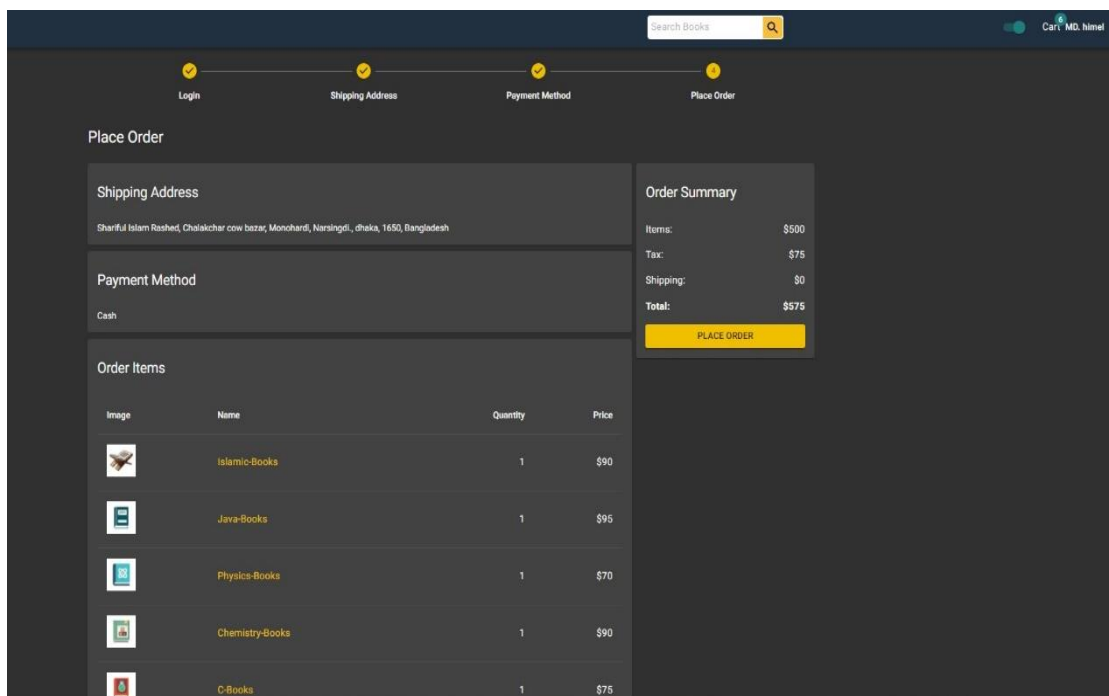 Search Books
6
Cart MD. himel
4
Login Shipping Address Payment Method Place Order
Place Order
Shipping Address
Shariful Islam Rashed, Chalakchar cow bazar, Monohardi, Narsingdi., dhaka, 1650, Bangladesh
Payment Method
Cash
Order Items
Image Name Quantity Price
Islamic-Books 1 $90
Java-Books 1 $95
Physics-Books 1 $70
Chemistry-Books 1 $90
C-Books 1 $75
Order Summary
Items: $500
Tax: $75
Shipping: $0
Total: $575
PLACE ORDER